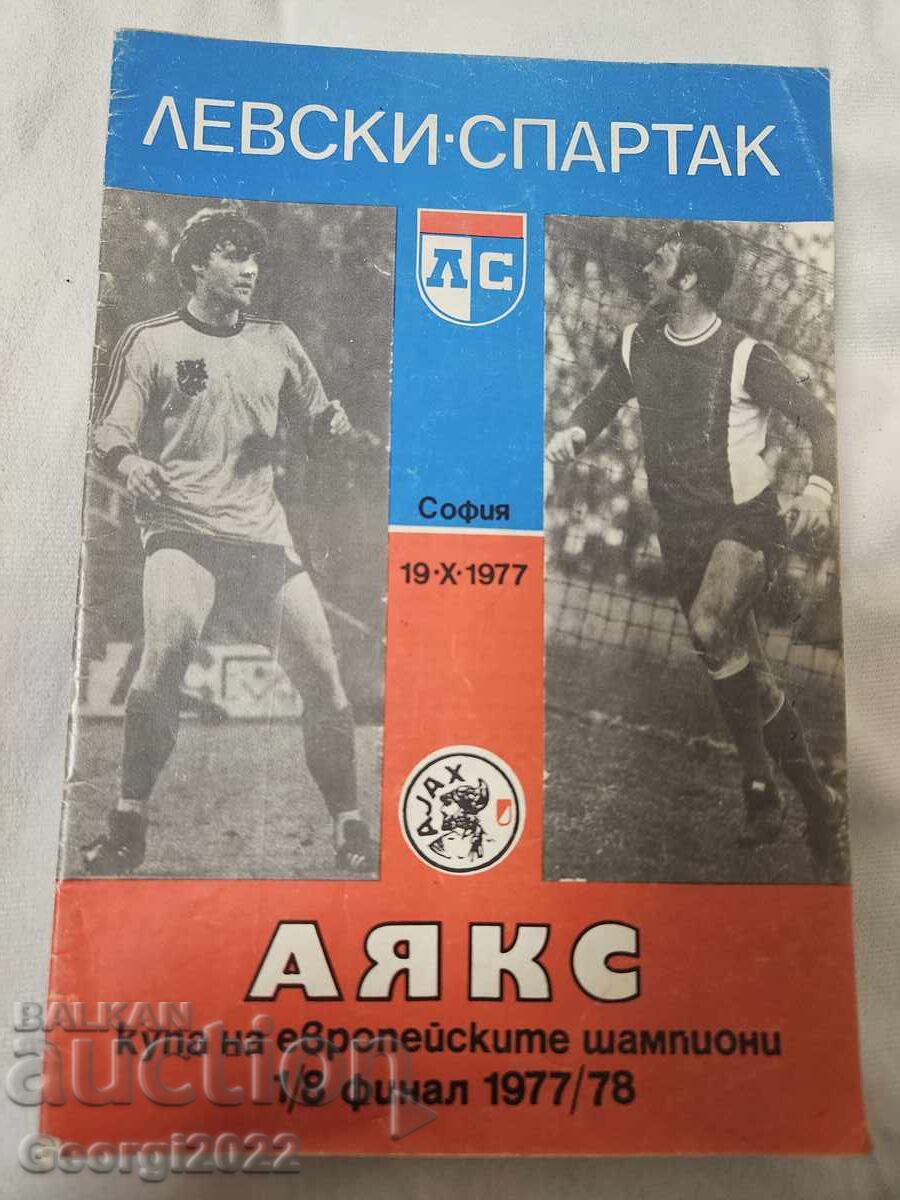 ЛЕВСКИ·СПАРТАК
ЛС
София
19·X·1977
AJAX
АЯКС
купа на европейските шампиони
1/8 финал 1977/78
BALKAN
auction
Georgi2022